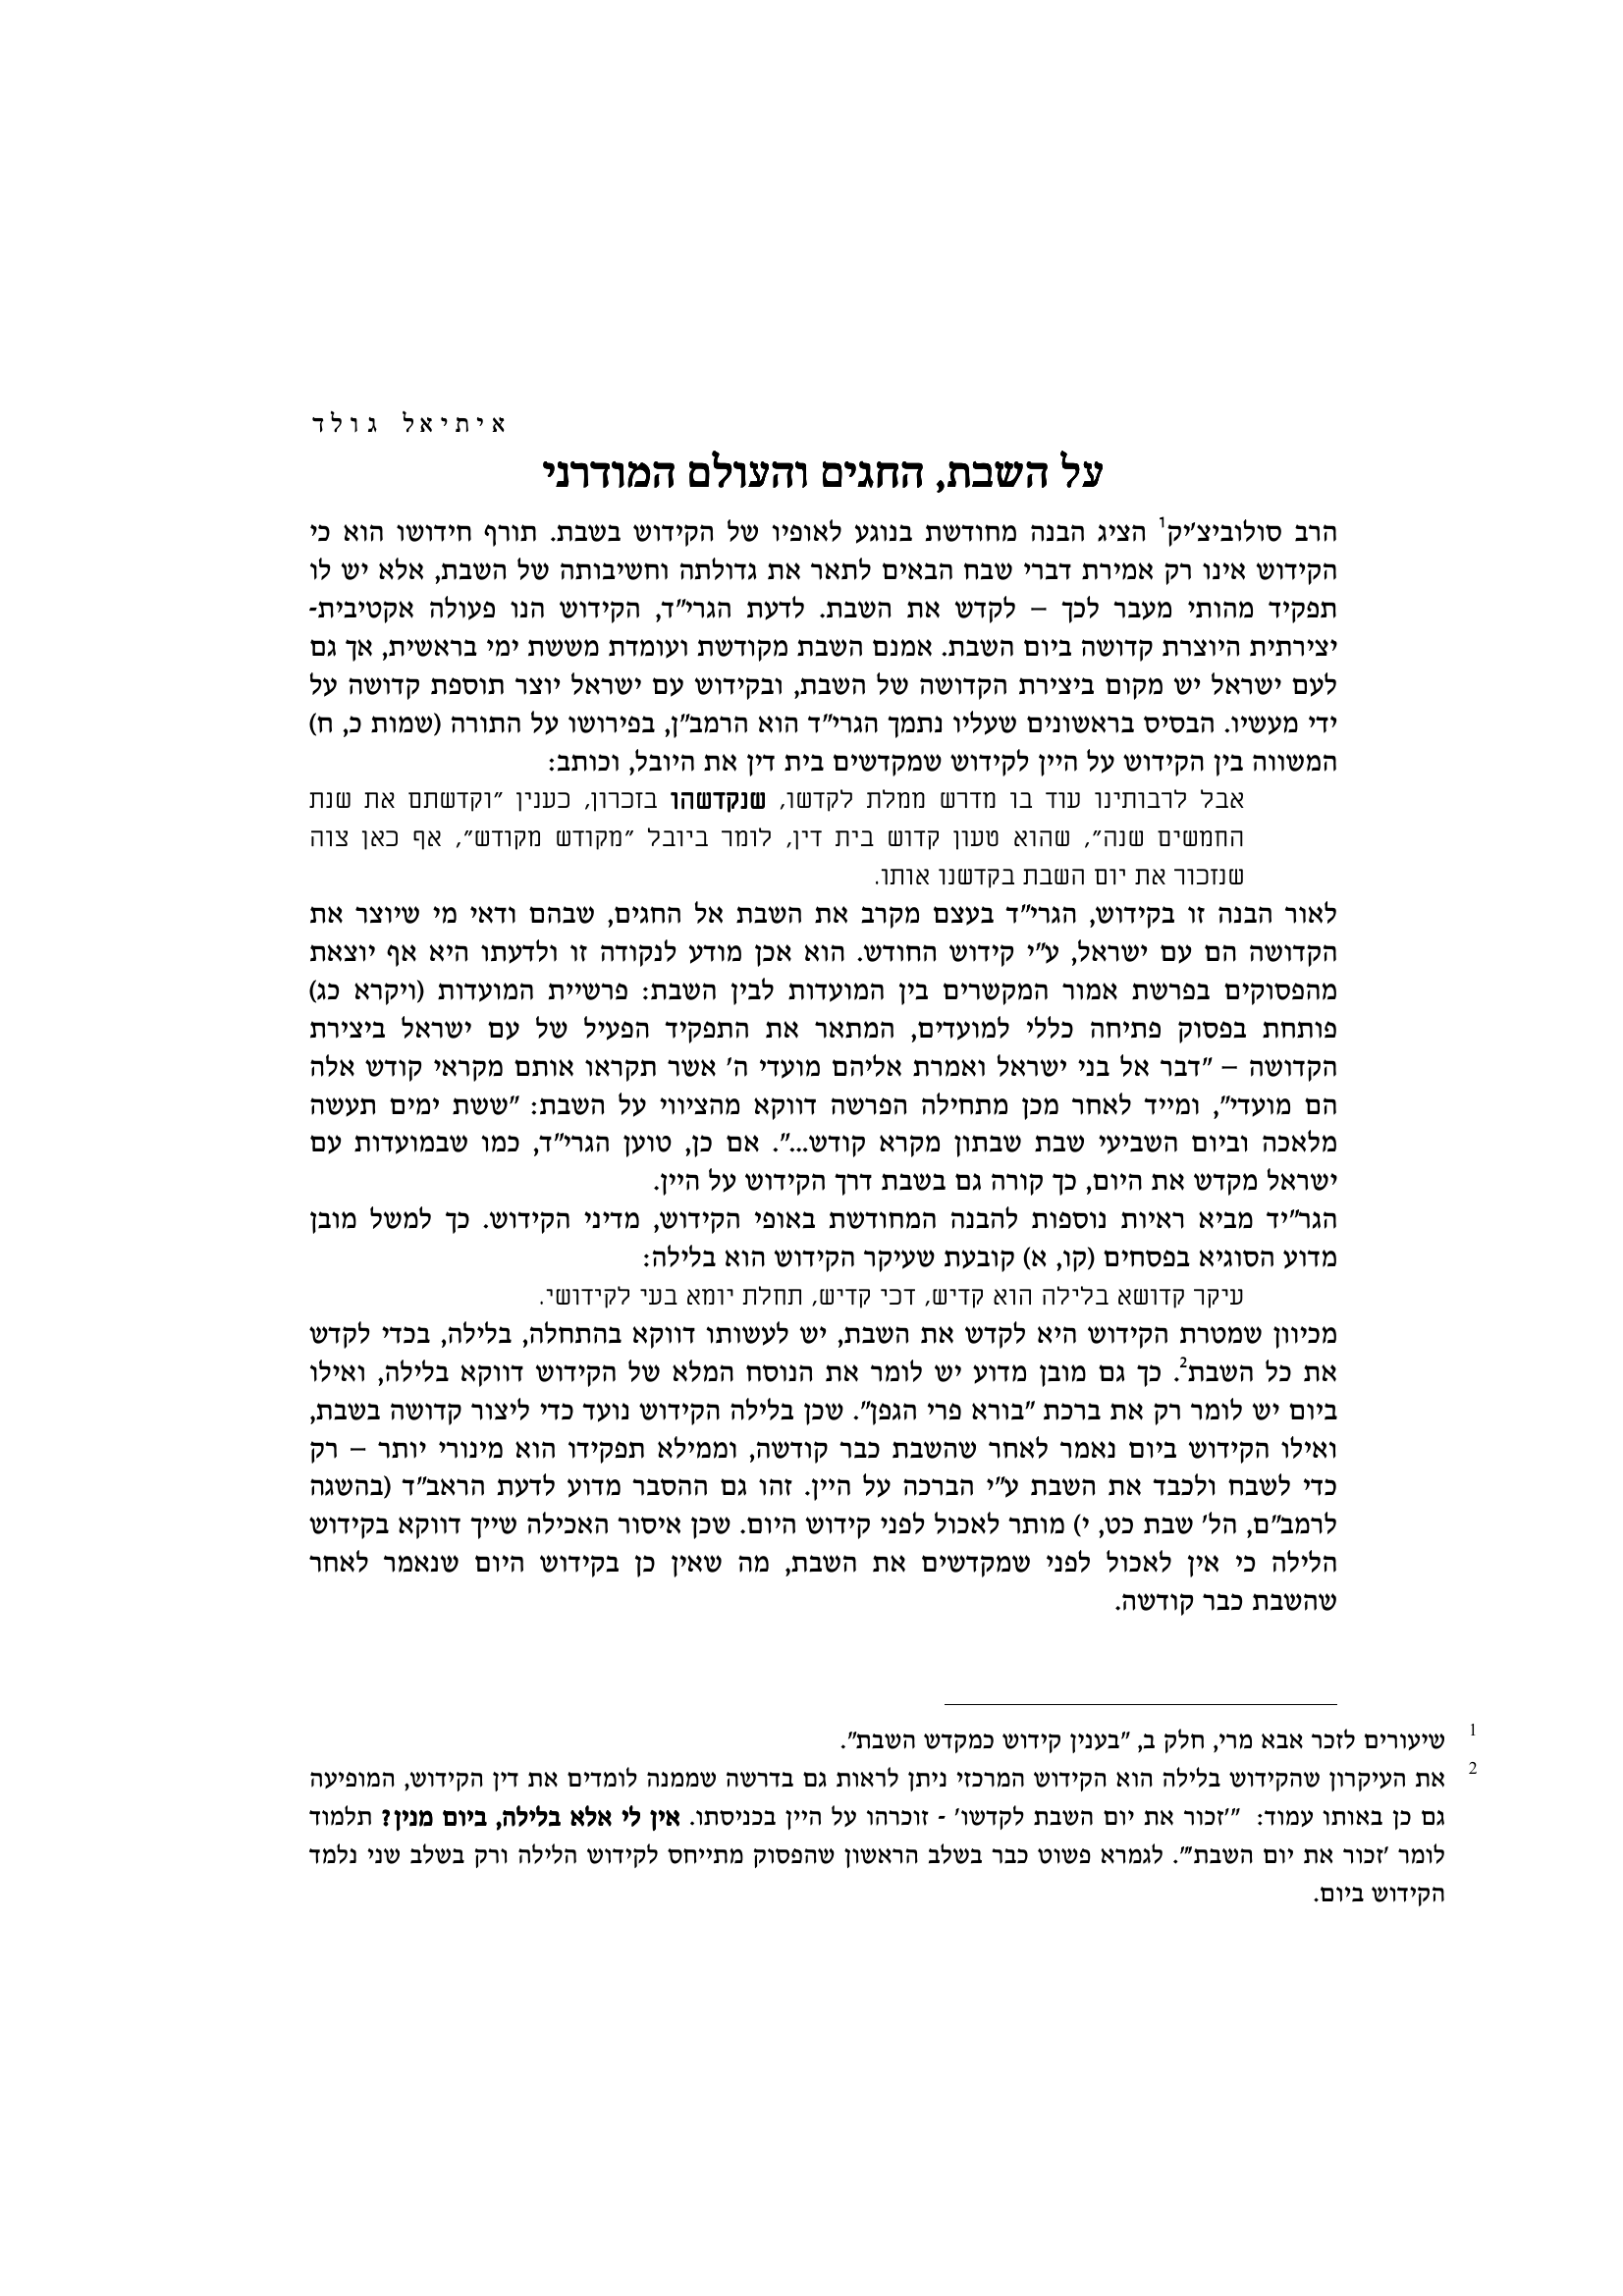 איתיאל גולד
על השבת, החגים והעולם המודרני
הרב סולוביצ'יק1 הציג הבנה מחודשת בנוגע לאופיו של הקידוש בשבת. תורף חידושו הוא כי
הקידוש אינו רק אמירת דברי שבח הבאים לתאר את גדולתה וחשיבותה של השבת, אלא יש לו
תפקיד מהותי מעבר לכך – לקדש את השבת. לדעת הגרי"ד, הקידוש הנו פעולה אקטיבית-
יצירתית היוצרת קדושה ביום השבת. אמנם השבת מקודשת ועומדת מששת ימי בראשית, אך גם
לעם ישראל יש מקום ביצירת הקדושה של השבת, ובקידוש עם ישראל יוצר תוספת קדושה על
ידי מעשיו. הבסיס בראשונים שעליו נתמך הגרי"ד הוא הרמב"ן, בפירושו על התורה (שמות כ, ח)
המשווה בין הקידוש על היין לקידוש שמקדשים בית דין את היובל, וכותב:
אבל לרבותינו עוד בו מדרש ממלת לקדשו, שנקדשהו בזכרון, כענין "וקדשתם את שנת
החמשים שנה", שהוא טעון קדוש בית דין, לומר ביובל "מקודש מקודש", אף כאן צוה
שנזכור את יום השבת בקדשנו אותו.
לאור הבנה זו בקידוש, הגרי"ד בעצם מקרב את השבת אל החגים, שבהם ודאי מי שיוצר את
הקדושה הם עם ישראל, ע"י קידוש החודש. הוא אכן מודע לנקודה זו ולדעתו היא אף יוצאת
מהפסוקים בפרשת אמור המקשרים בין המועדות לבין השבת: פרשיית המועדות (ויקרא כג)
פותחת בפסוק פתיחה כללי למועדים, המתאר את התפקיד הפעיל של עם ישראל ביצירת
הקדושה – "דבר אל בני ישראל ואמרת אליהם מועדי ה' אשר תקראו אותם מקראי קודש אלה
הם מועדי", ומייד לאחר מכן מתחילה הפרשה דווקא מהציווי על השבת: "ששת ימים תעשה
מלאכה וביום השביעי שבת שבתון מקרא קודש...". אם כן, טוען הגרי"ד, כמו שבמועדות עם
ישראל מקדש את היום, כך קורה גם בשבת דרך הקידוש על היין.
הגר"יד מביא ראיות נוספות להבנה המחודשת באופי הקידוש, מדיני הקידוש. כך למשל מובן
מדוע הסוגיא בפסחים (קו, א) קובעת שעיקר הקידוש הוא בלילה:
עיקר קדושא בלילה הוא קדיש, דכי קדיש, תחלת יומא בעי לקידושי.
מכיוון שמטרת הקידוש היא לקדש את השבת, יש לעשותו דווקא בהתחלה, בלילה, בכדי לקדש
את כל השבת2. כך גם מובן מדוע יש לומר את הנוסח המלא של הקידוש דווקא בלילה, ואילו
ביום יש לומר רק את ברכת "בורא פרי הגפן". שכן בלילה הקידוש נועד כדי ליצור קדושה בשבת,
ואילו הקידוש ביום נאמר לאחר שהשבת כבר קודשה, וממילא תפקידו הוא מינורי יותר – רק
כדי לשבח ולכבד את השבת ע"י הברכה על היין. זהו גם ההסבר מדוע לדעת הראב"ד (בהשגה
לרמב"ם, הל' שבת כט, י) מותר לאכול לפני קידוש היום. שכן איסור האכילה שייך דווקא בקידוש
הלילה כי אין לאכול לפני שמקדשים את השבת, מה שאין כן בקידוש היום שנאמר לאחר
שהשבת כבר קודשה.
1 שיעורים לזכר אבא מרי, חלק ב, "בענין קידוש כמקדש השבת".
2 את העיקרון שהקידוש בלילה הוא הקידוש המרכזי ניתן לראות גם בדרשה שממנה לומדים את דין הקידוש, המופיעה
גם כן באותו עמוד: "'זכור את יום השבת לקדשו' - זוכרהו על היין בכניסתו. אין לי אלא בלילה, ביום מנין? תלמוד
לומר 'זכור את יום השבת'". לגמרא פשוט כבר בשלב הראשון שהפסוק מתייחס לקידוש הלילה ורק בשלב שני נלמד
הקידוש ביום.